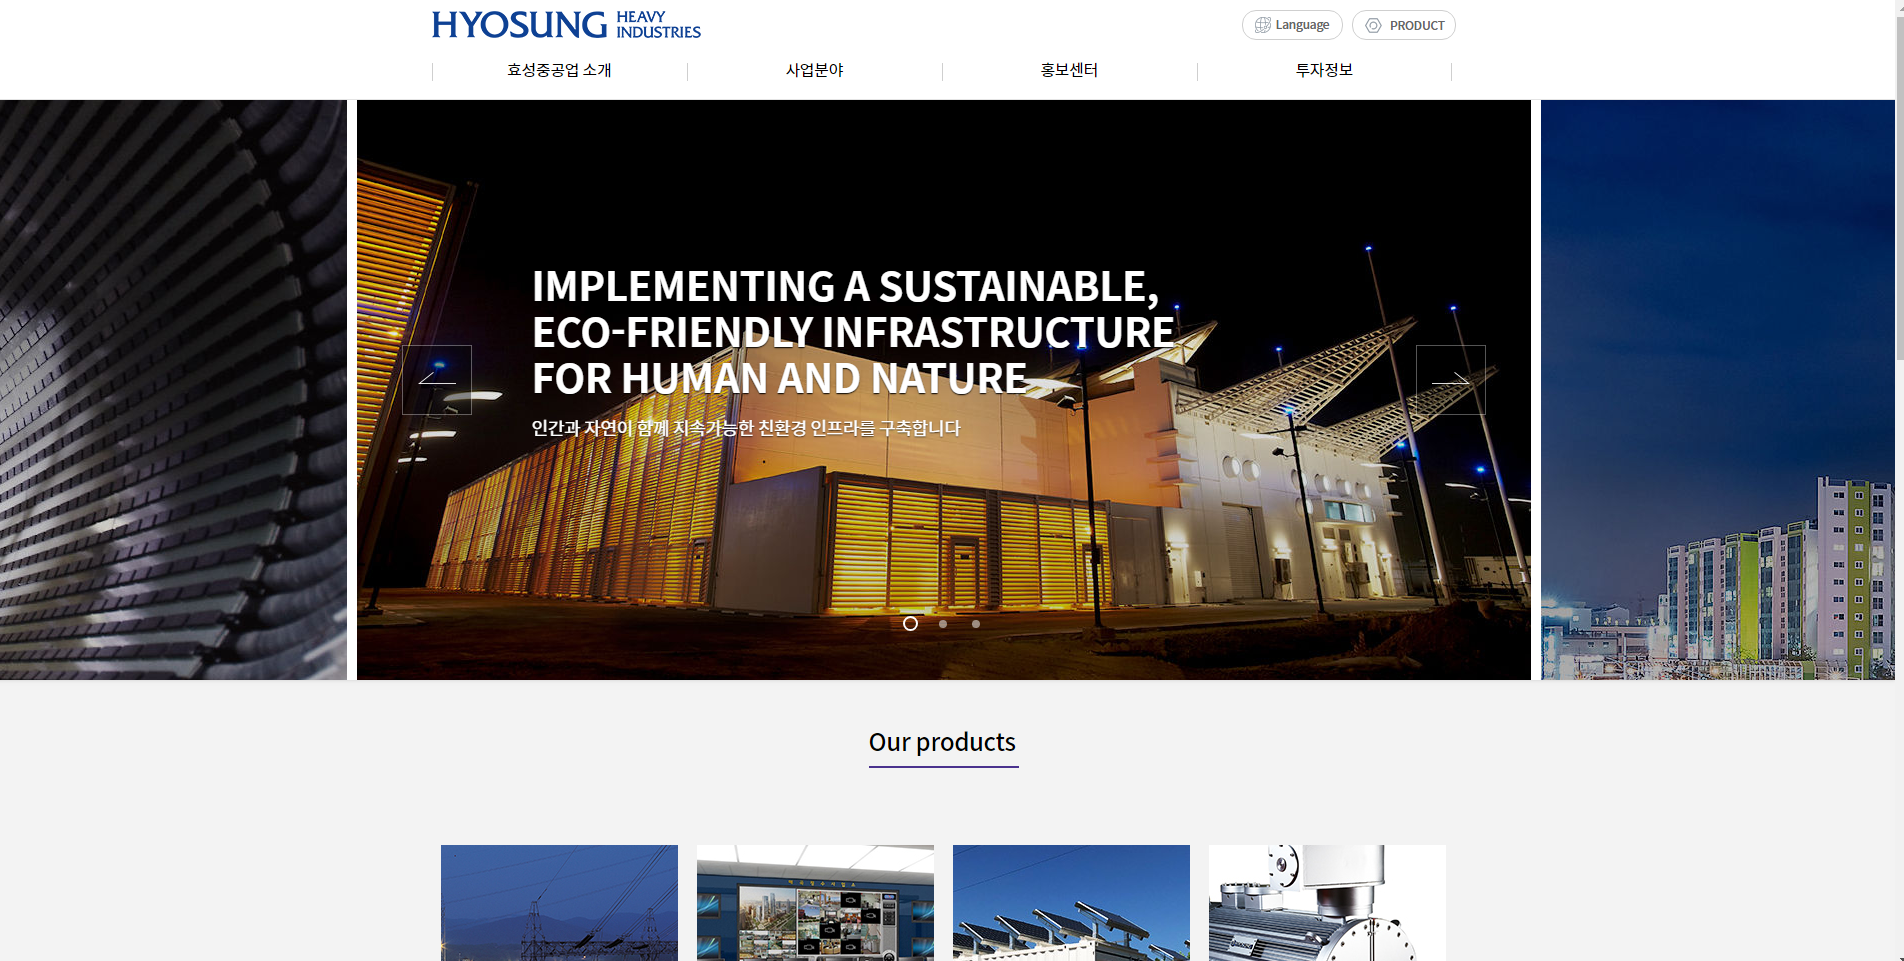 HYOSUNG HEAVY INDUSTRIES
Language
PRODUCT
효성중공업 소개
사업분야
홍보센터
투자정보
IMPLEMENTING A SUSTAINABLE,
ECO-FRIENDLY INFRASTRUCTURE
FOR HUMAN AND NATURE
인간과 자연이 함께 지속가능한 친환경 인프라를 구축합니다
Our products